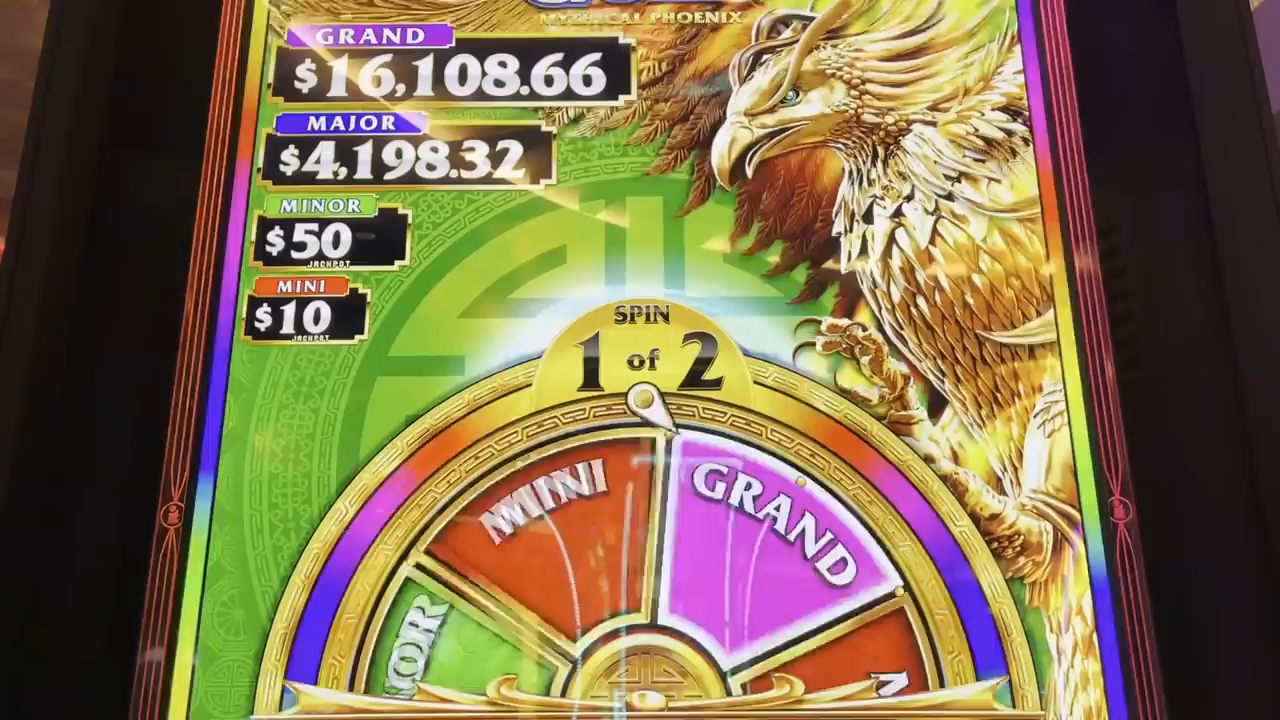 MYTHICAL PHOENIX
GRAND
$16,108.66
MAJOR
$4,198.32
MINOR
$50
JACKPOT
MINI
$10
JACKPOT
SPIN
1 of 2
MINI
GRAND